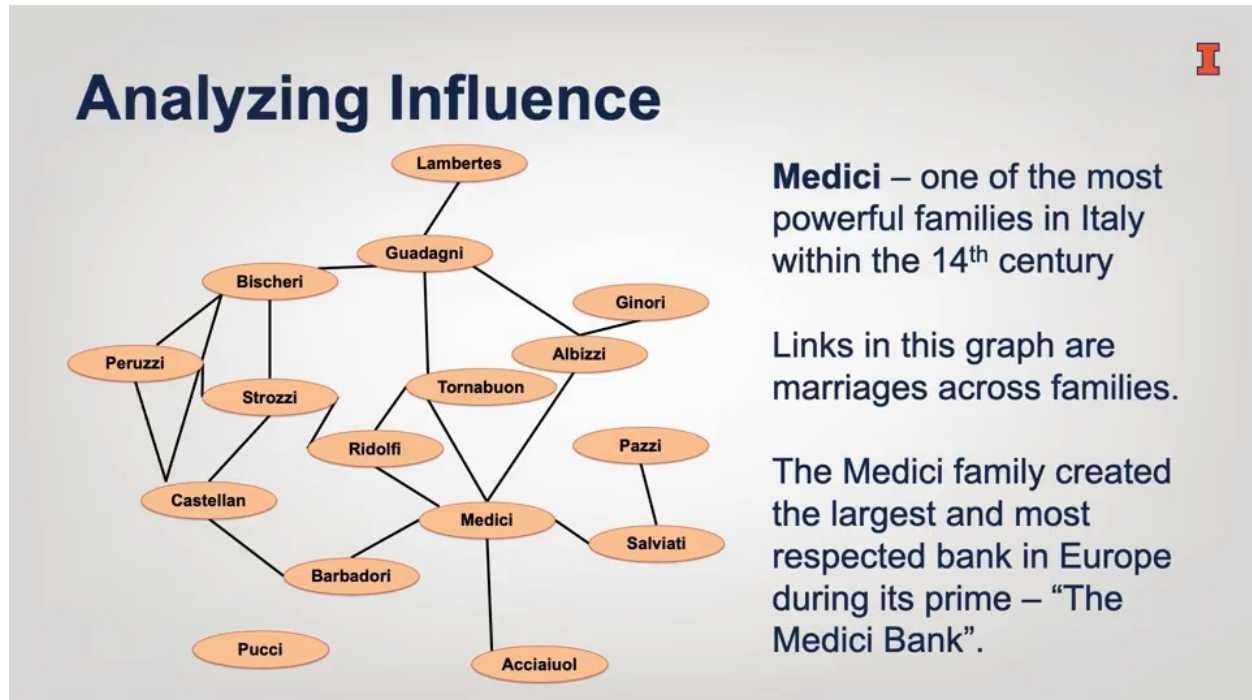 Analyzing Influence
I
Lambertes
Guadagni
Bischeri
Ginori
Albizzi
Peruzzi
Tornabuon
Strozzi
Ridolfi
Pazzi
Castellan
Medici
Salviati
Barbadori
Pucci
Acciaiuol
Medici – one of the most
powerful families in Italy
within the 14th century
Links in this graph are
marriages across families.
The Medici family created
the largest and most
respected bank in Europe
during its prime – “The
Medici Bank”.